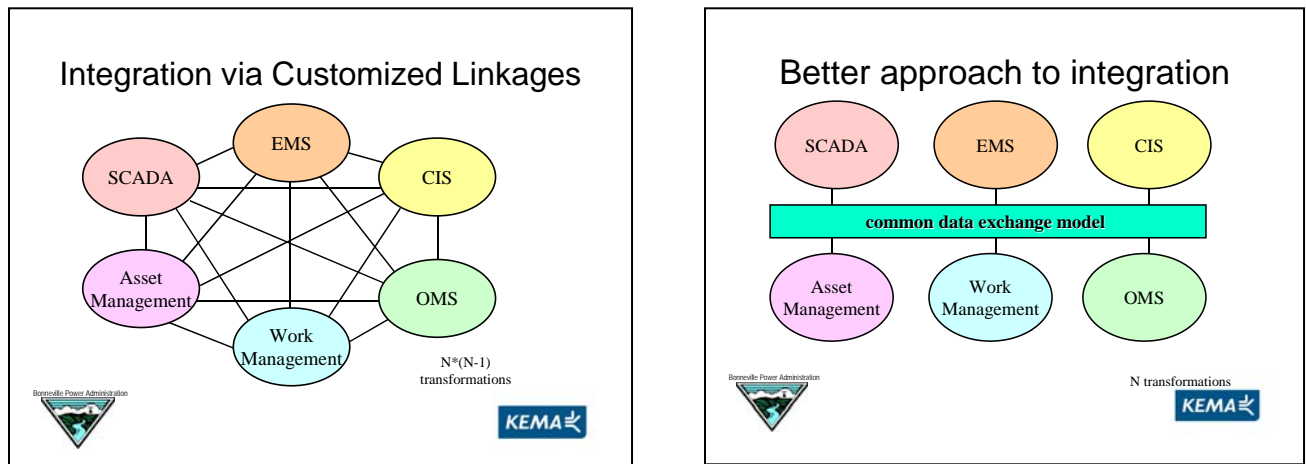 Integration via Customized Linkages
EMS
SCADA
CIS
Asset
Management
OMS
Work
Management
N*(N-1)
transformations
Bonneville Power Administration
KEMA
Better approach to integration
SCADA
EMS
CIS
common data exchange model
Asset
Management
Work
Management
OMS
N transformations
Bonneville Power Administration
KEMA